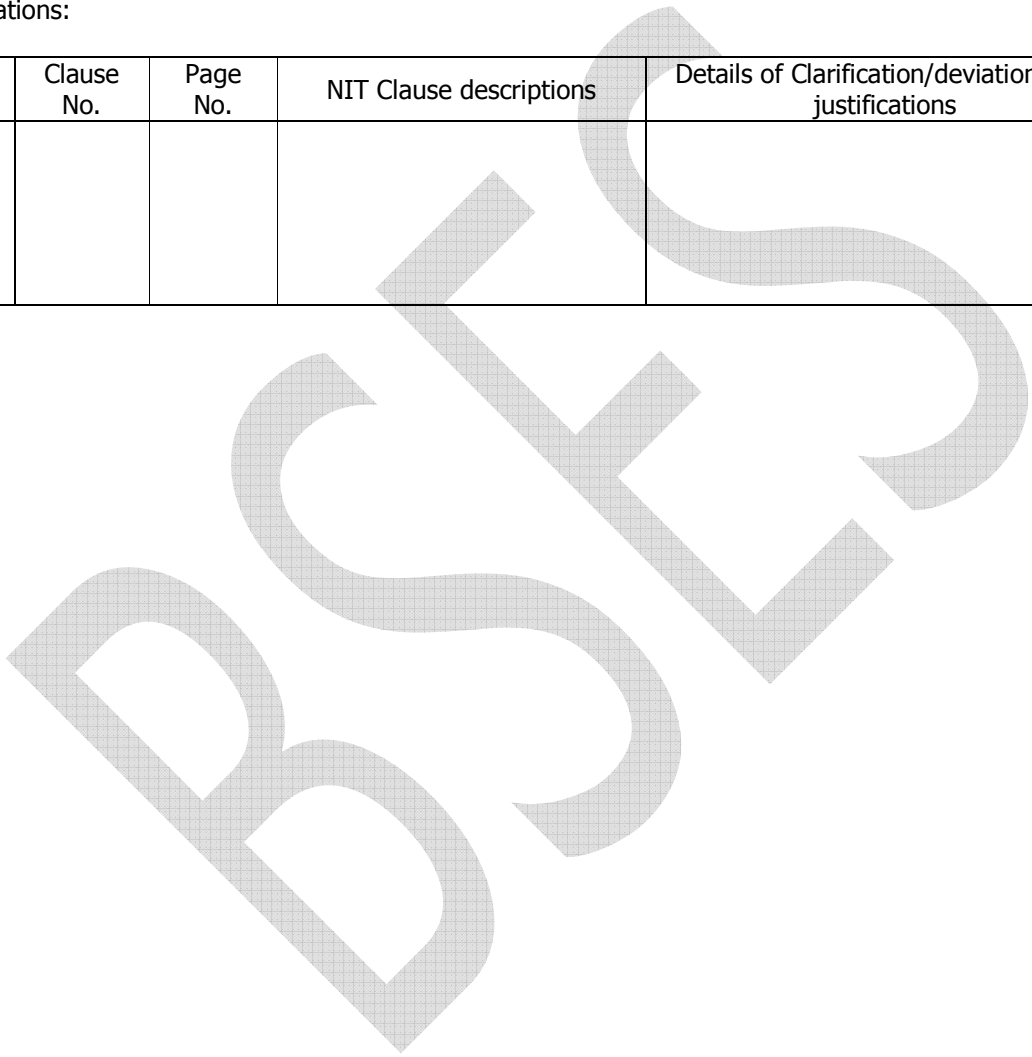 ations:
Clause
No.
Page
No.
NIT Clause descriptions
Details of Clarification/deviation
justifications
BSES